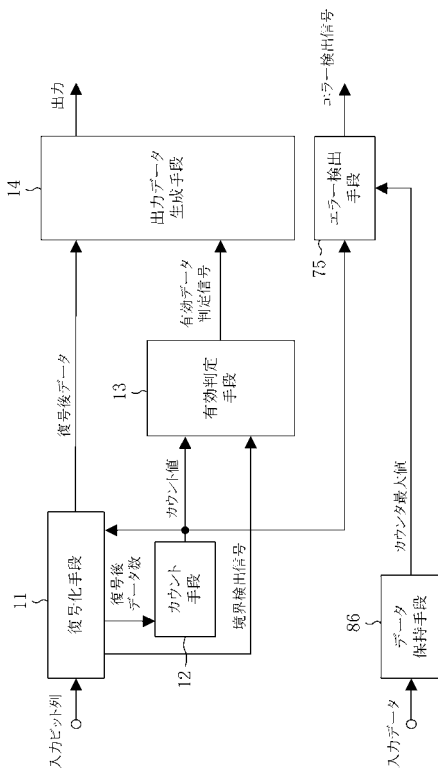 入力ビット列
11
復号化手段
復号後データ
14
出力データ
生成手段
出力
復号後
データ数
カウント
手段
12
カウント値
境界検出信号
13
有効判定
手段
有効データ
判定信号
75
エラー検出
手段
エラー検出信号
入力データ
86
データ
保持手段
カウンタ最大値